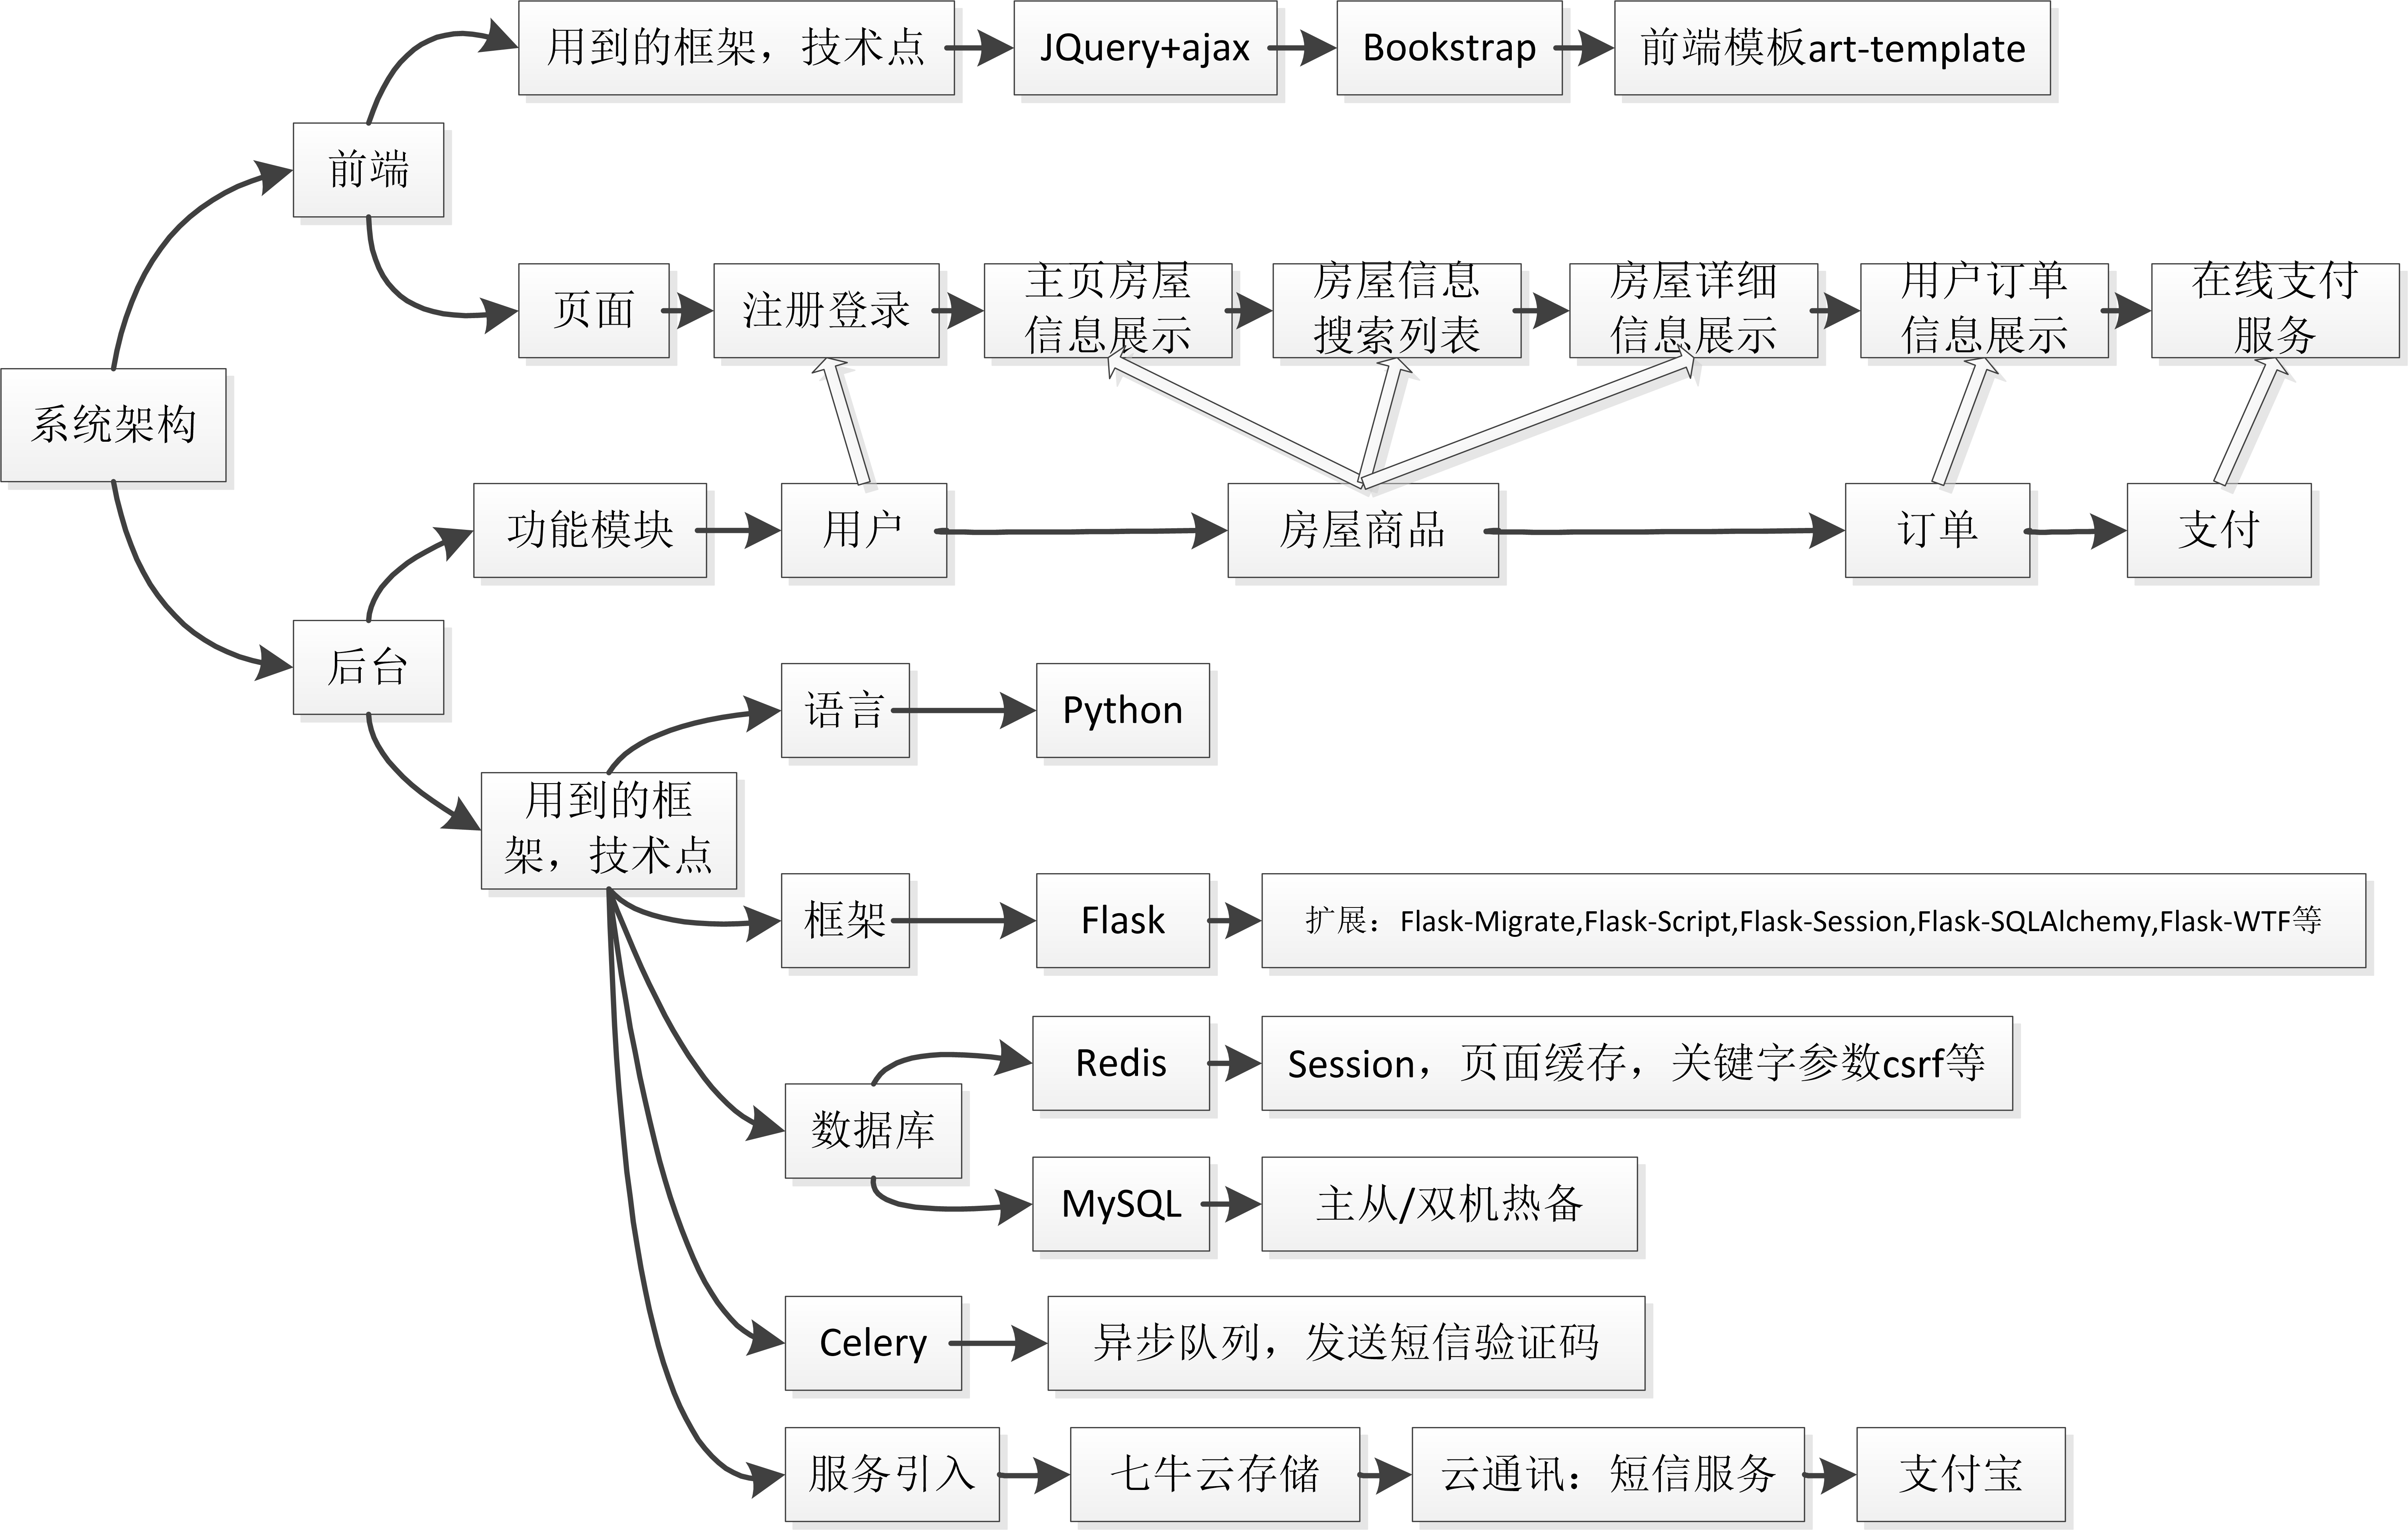 用到的框架，技术点
JQuery+ajax
Bookstrap
前端模板art-template
前端
页面
注册登录
主页房屋
信息展示
房屋信息
搜索列表
房屋详细
信息展示
用户订单
信息展示
在线支付
服务
系统架构
功能模块
用户
房屋商品
订单
支付
后台
语言
Python
用到的框
架，技术点
框架
Flask
扩展：Flask-Migrate,Flask-Script,Flask-Session,Flask-SQLAlchemy,Flask-WTF等
数据库
Redis
Session，页面缓存，关键字参数csrf等
MySQL
主从/双机热备
Celery
异步队列，发送短信验证码
服务引入
七牛云存储
云通讯：短信服务
支付宝